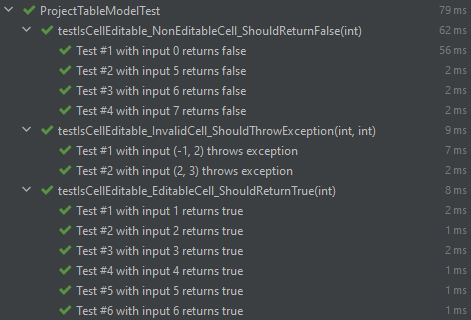 ProjectTableModelTest 79 ms
testIsCellEditable_NonEditableCell_ShouldReturnFalse(int) 62 ms
Test #1 with input 0 returns false 56 ms
Test #2 with input 5 returns false 2 ms
Test #3 with input 6 returns false 2 ms
Test #4 with input 7 returns false 2 ms
testIsCellEditable_InvalidCell_ShouldThrowException(int, int) 9 ms
Test #1 with input (-1, 2) throws exception 7 ms
Test #2 with input (2, 3) throws exception 2 ms
testIsCellEditable_EditableCell_ShouldReturnTrue(int) 8 ms
Test #1 with input 1 returns true 2 ms
Test #2 with input 2 returns true 1 ms
Test #3 with input 3 returns true 2 ms
Test #4 with input 4 returns true 1 ms
Test #5 with input 5 returns true 1 ms
Test #6 with input 6 returns true 1 ms